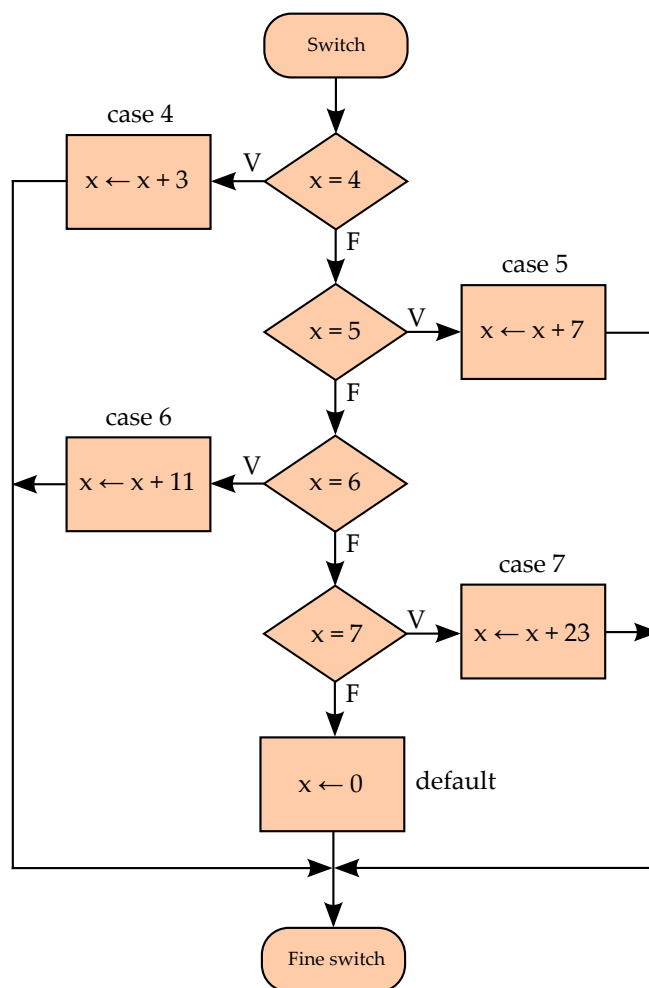 Switch
case 4
x ← x + 3
V
x = 4
F
case 5
x = 5
V
x ← x + 7
F
case 6
x ← x + 11
V
x = 6
F
case 7
x = 7
V
x ← x + 23
F
x ← 0
default
Fine switch